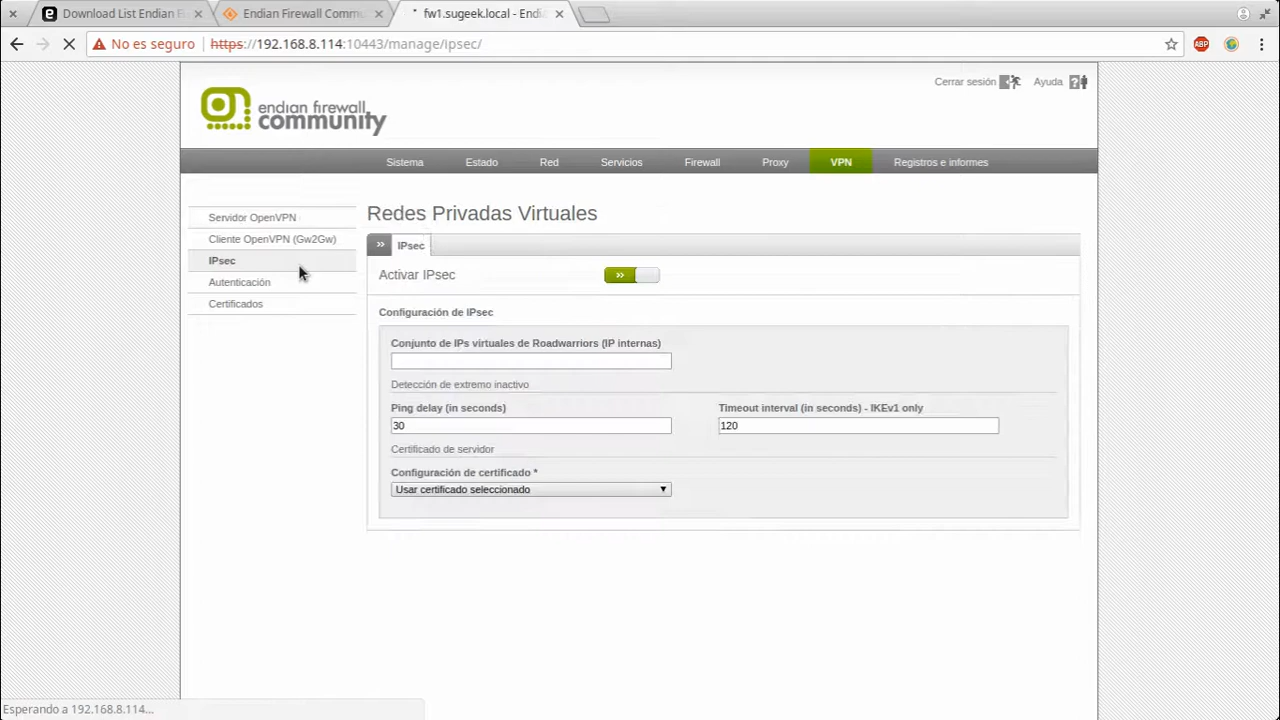 Download List Endian Fi
Endian Firewall Commu
fw1.sugeek.local - Endi
No es seguro
https://192.168.8.114:10443/manage/ipsec/
ABP
Cerrar sesión
Ayuda
endian firewall
community
Sistema
Estado
Red
Servicios
Firewall
Proxy
VPN
Registros e informes
Servidor OpenVPN
Cliente OpenVPN (Gw2Gw)
IPsec
Autenticación
Certificados
Redes Privadas Virtuales
>> IPsec
Activar IPsec
>>
Configuración de IPsec
Conjunto de IPs virtuales de Roadwarriors (IP internas)
Detección de extremo inactivo
Ping delay (in seconds)
Timeout interval (in seconds) - IKEv1 only
30
120
Certificado de servidor
Configuración de certificado *
Usar certificado seleccionado
Esperando a 192.168.8.114...